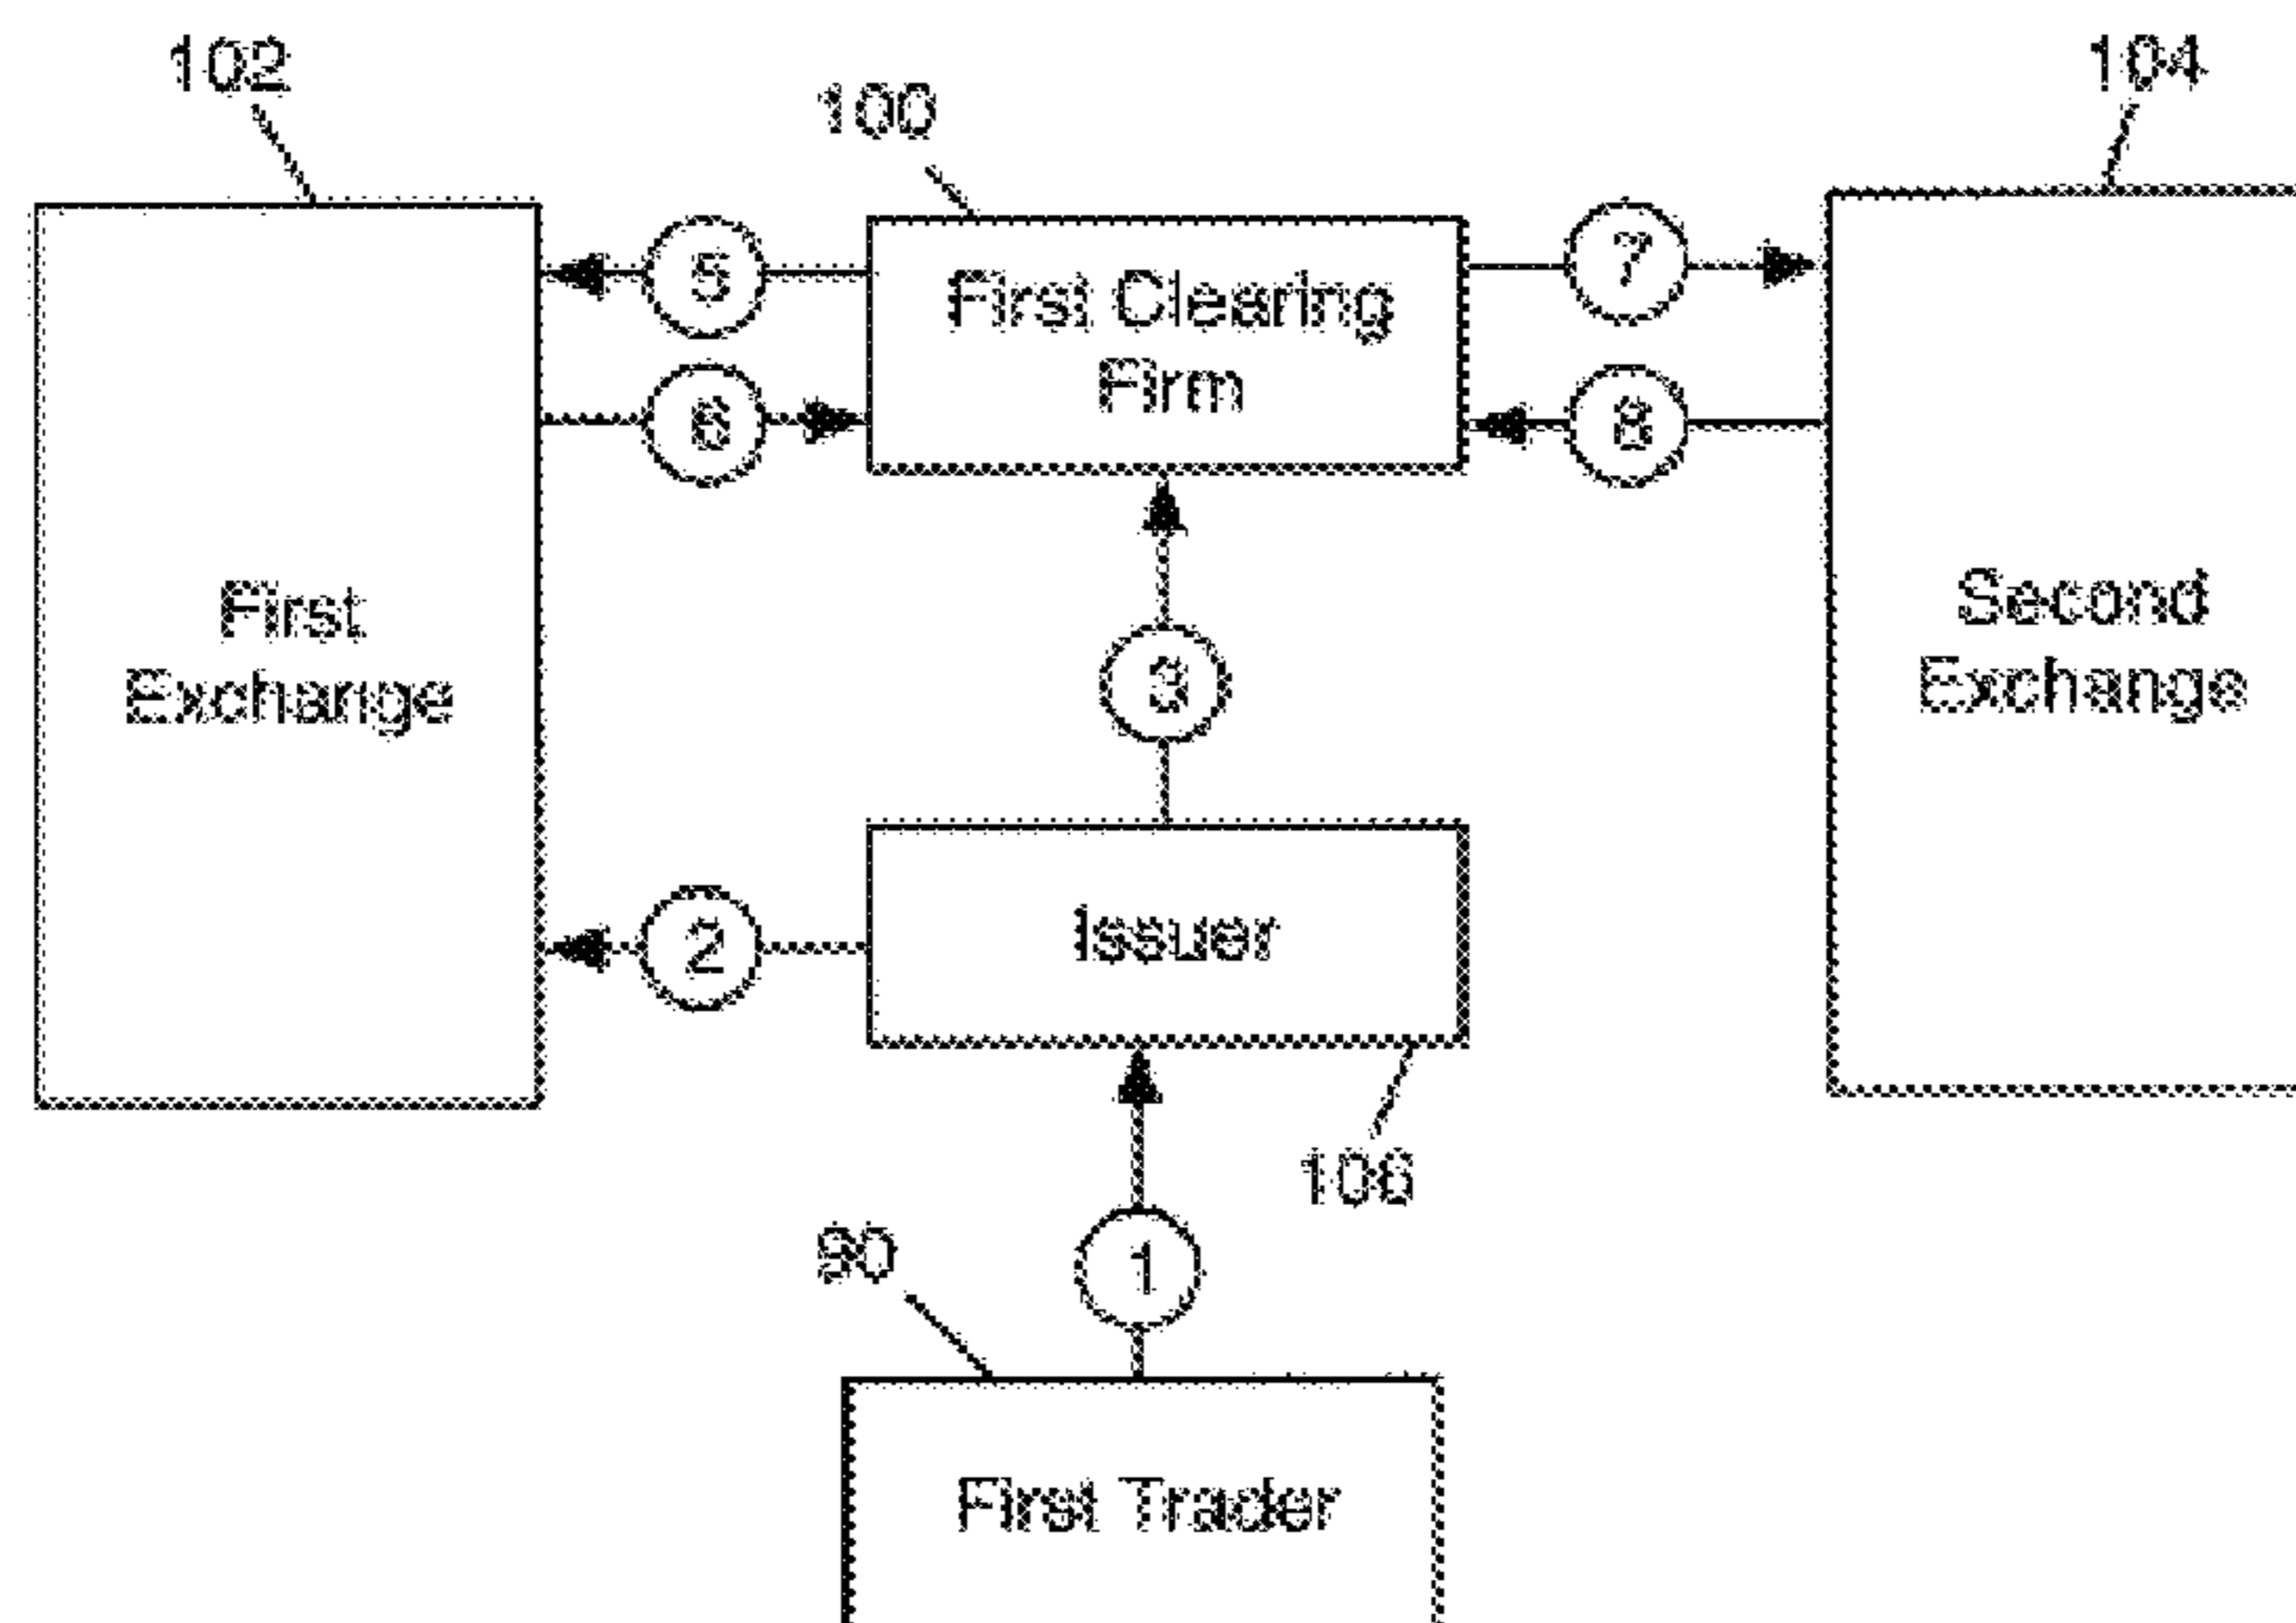 102
100
104
5
First Clearing
Firm
7
6
8
First
Exchange
3
Second
Exchange
2
Issuer
106
90
1
First Trader